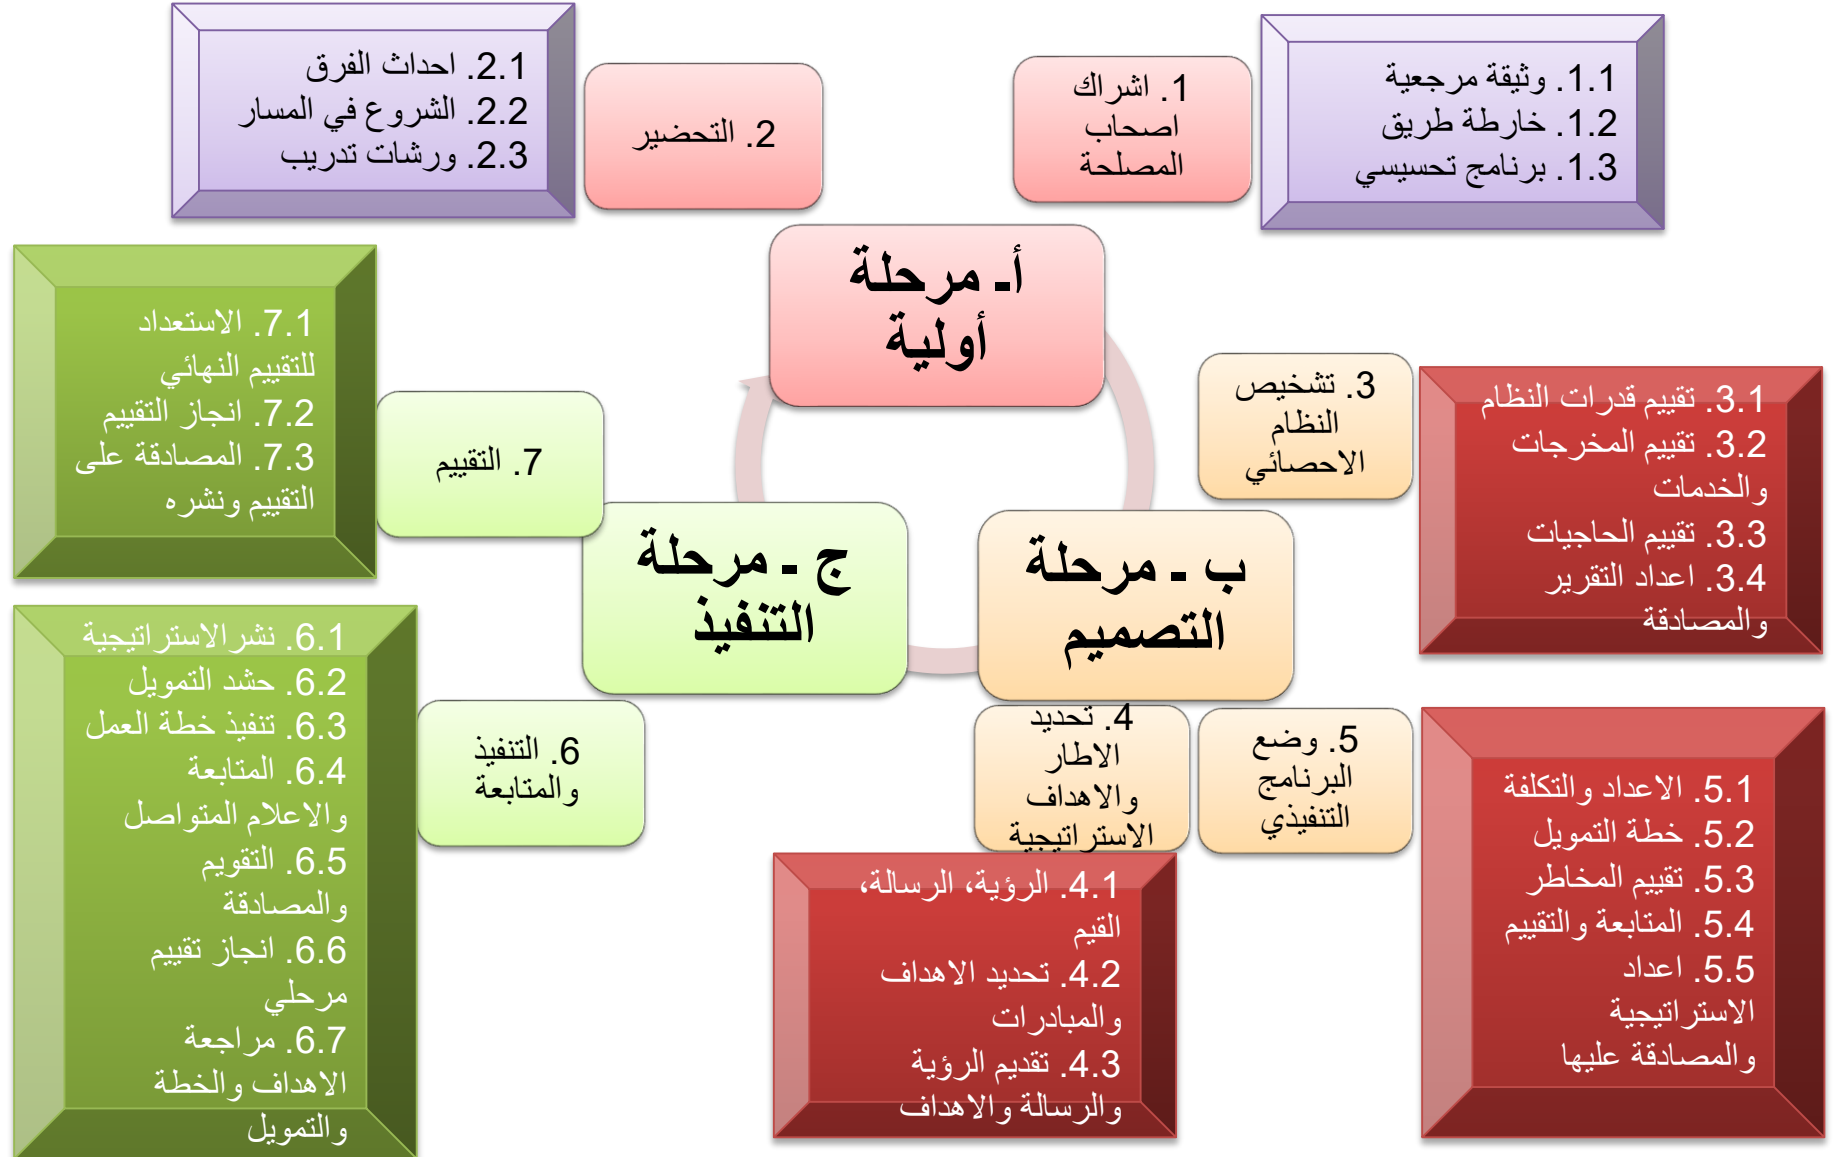 1.1. وثيقة مرجعية
1.2. خارطة طريق
1.3. برنامج تحسيسي
1. اشراك
اصحاب
المصلحة
2. التحضير
2.1. احداث الفرق
2.2. الشروع في المسار
2.3. ورشات تدريب
أ- مرحلة
أولية
3. تشخيص
النظام
الاحصائي
3.1. تقييم قدرات النظام
3.2. تقييم المخرجات
والخدمات
3.3. تقييم الحاجيات
3.4. اعداد التقرير
والمصادقة
ب - مرحلة
التصميم
4. تحديد
الاطار
والاهداف
الاستراتيجية
4.1. الرؤية، الرسالة،
القيم
4.2. تحديد الاهداف
والمبادرات
4.3. تقديم الرؤية
والرسالة والاهداف
5. وضع
البرنامج
التنفيذي
5.1. الاعداد والتكلفة
5.2. خطة التمويل
5.3. تقييم المخاطر
5.4. المتابعة والتقييم
5.5. اعداد
الاستراتيجية
والمصادقة عليها
ج - مرحلة
التنفيذ
6. التنفيذ
والمتابعة
6.1. نشرالاستراتيجية
6.2. حشد التمويل
6.3. تنفيذ خطة العمل
6.4. المتابعة
والاعلام المتواصل
6.5. التقويم
والمصادقة
6.6. انجاز تقييم
مرحلي
6.7. مراجعة
الاهداف والخطة
والتمويل
7. التقييم
7.1. الاستعداد
للتقييم النهائي
7.2. انجاز التقييم
7.3. المصادقة على
التقييم ونشره